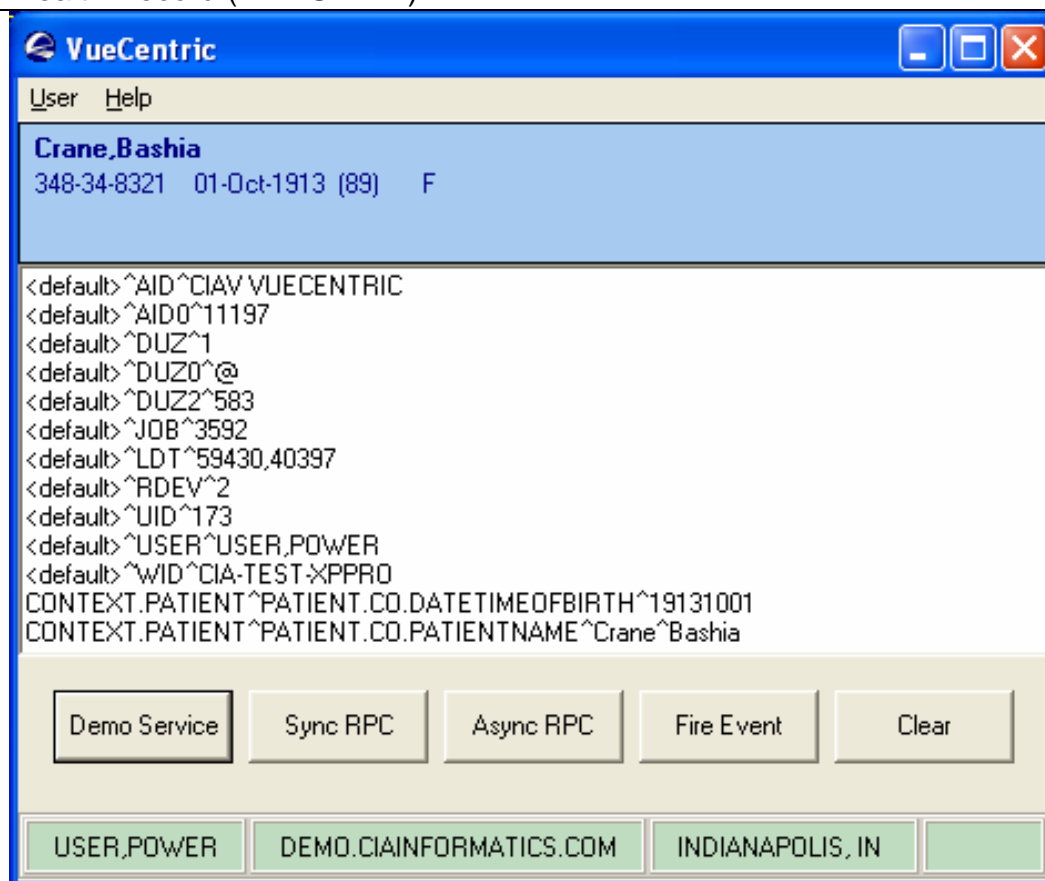 VueCentric
User Help
Crane,Bashia
348-34-8321 01-Oct-1913 (89) F
<default>^AID^CIAV VUECENTRIC
<default>^AID0^11197
<default>^DUZ^1
<default>^DUZ0^@
<default>^DUZ2^583
<default>^JOB^3592
<default>^LDT^59430,40397
<default>^RDEV^2
<default>^UID^173
<default>^USER^USER,POWER
<default>^WID^CIA-TEST-XPPRO
CONTEXT.PATIENT^PATIENT.CO.DATETIMEOFBIRTH^19131001
CONTEXT.PATIENT^PATIENT.CO.PATIENTNAME^Crane^Bashia
Demo Service Sync RPC Async RPC Fire Event Clear
USER,POWER DEMO.CIAINFORMATICS.COM INDIANAPOLIS, IN